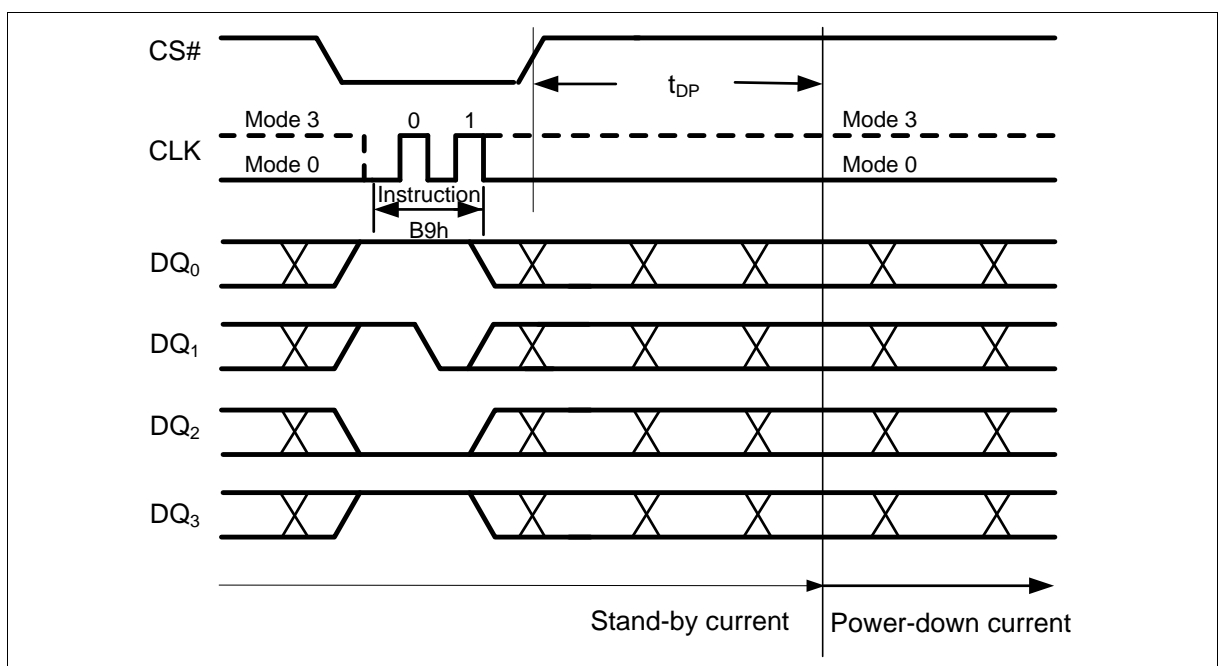 CS#
tDP
Mode 3 0 1 Mode 3
CLK
Mode 0 Mode 0
Instruction
B9h
DQ0
DQ1
DQ2
DQ3
Stand-by current Power-down current